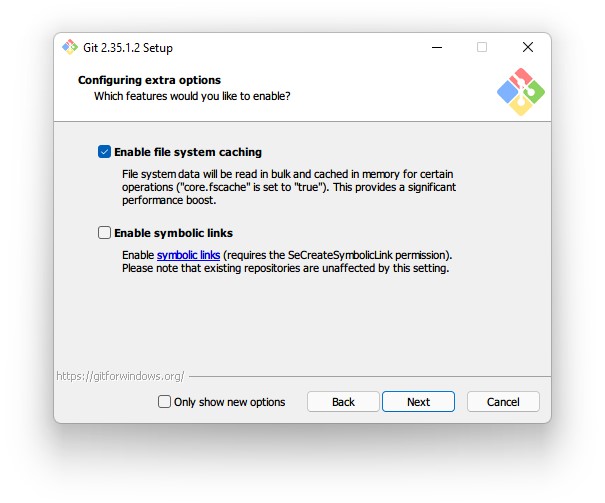 Git 2.35.1.2 Setup
Configuring extra options
Which features would you like to enable?
Enable file system caching
File system data will be read in bulk and cached in memory for certain
operations ("core.fscache" is set to "true"). This provides a significant
performance boost.
Enable symbolic links
Enable symbolic links (requires the SeCreateSymbolicLink permission).
Please note that existing repositories are unaffected by this setting.
https://gitforwindows.org/
Only show new options Back Next Cancel